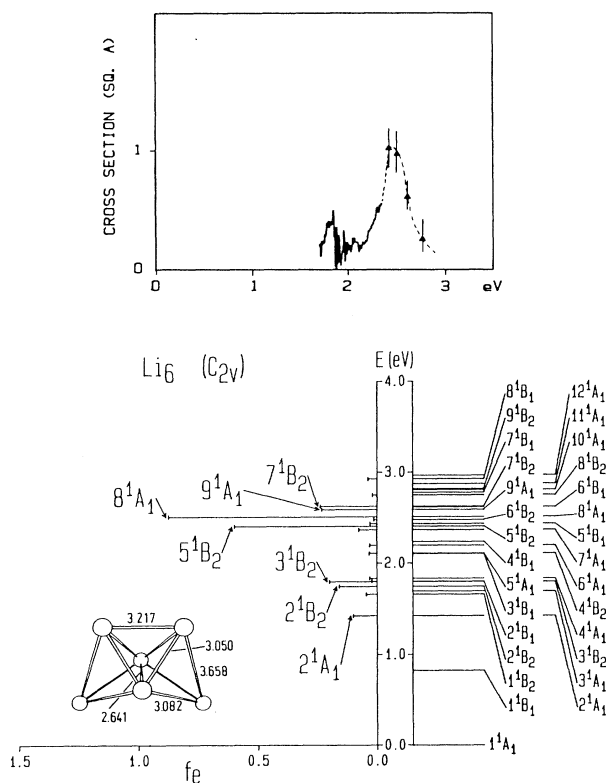 CROSS SECTION (SQ. A)
1
0
0
1
2
3
eV
Li₆ (C₂ᵥ)
E (eV)
4.0
3.0
2.0
1.0
0.0
7¹B₂
9¹A₁
8¹A₁
5¹B₂
3¹B₂
2¹B₂
2¹A₁
8¹B₁
9¹B₂
7¹B₁
7¹B₂
9¹A₁
6¹B₂
5¹B₂
4¹B₁
5¹A₁
3¹B₁
2¹B₁
2¹B₂
1¹B₂
1¹B₁
12¹A₁
11¹A₁
10¹A₁
8¹B₂
6¹B₁
8¹A₁
5¹B₁
7¹A₁
6¹A₁
4¹B₂
4¹A₁
3¹B₂
3¹A₁
2¹A₁
1¹A₁
3.217
3.050
3.658
2.641
3.082
1.5
1.0
0.5
0.0
fₑ